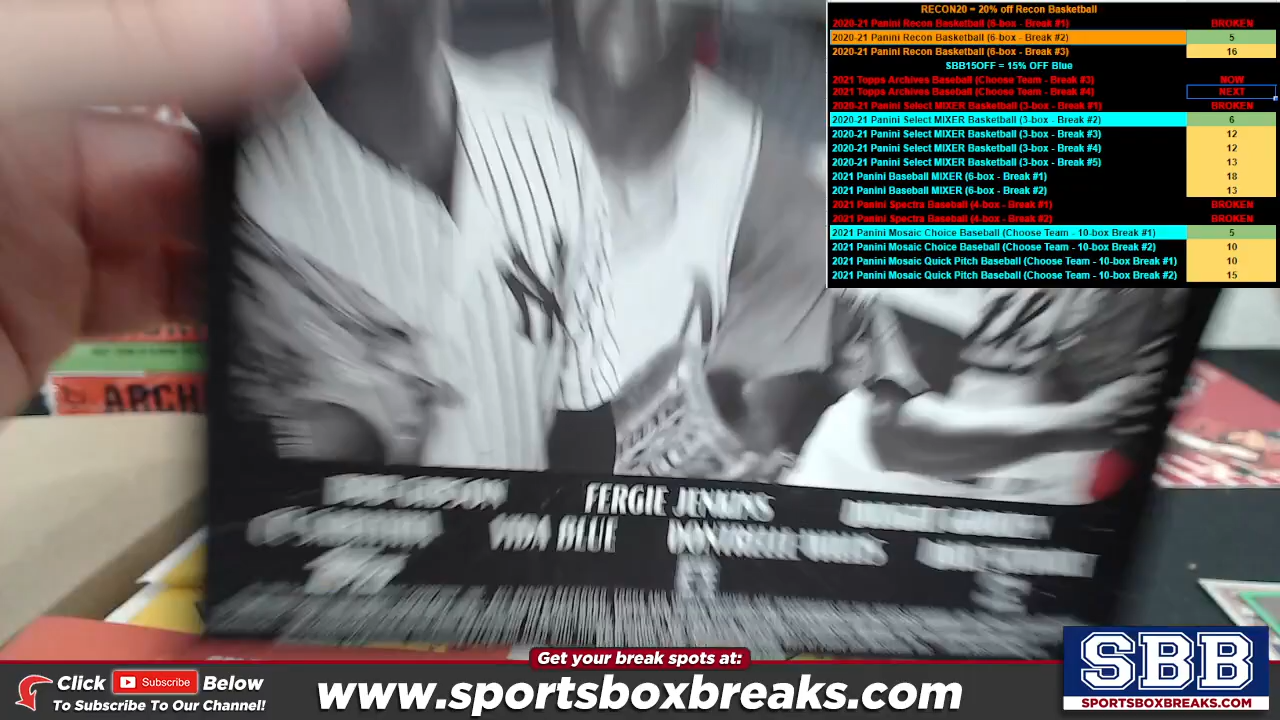 RECON20 = 20% off Recon Basketball
2020-21 Panini Recon Basketball (6-box - Break #1) BROKEN
2020-21 Panini Recon Basketball (6-box - Break #2) 5
2020-21 Panini Recon Basketball (6-box - Break #3) 16
SBB15OFF = 15% OFF Blue
2021 Topps Archives Baseball (Choose Team - Break #3) NOW
2021 Topps Archives Baseball (Choose Team - Break #4) NEXT
2020-21 Panini Select MIXER Basketball (3-box - Break #1) BROKEN
2020-21 Panini Select MIXER Basketball (3-box - Break #2) 6
2020-21 Panini Select MIXER Basketball (3-box - Break #3) 12
2020-21 Panini Select MIXER Basketball (3-box - Break #4) 12
2020-21 Panini Select MIXER Basketball (3-box - Break #5) 13
2021 Panini Baseball MIXER (6-box - Break #1) 18
2021 Panini Baseball MIXER (6-box - Break #2) 13
2021 Panini Spectra Baseball (4-box - Break #1) BROKEN
2021 Panini Spectra Baseball (4-box - Break #2) BROKEN
2021 Panini Mosaic Choice Baseball (Choose Team - 10-box Break #1) 5
2021 Panini Mosaic Choice Baseball (Choose Team - 10-box Break #2) 10
2021 Panini Mosaic Quick Pitch Baseball (Choose Team - 10-box Break #1) 10
2021 Panini Mosaic Quick Pitch Baseball (Choose Team - 10-box Break #2) 15
NY
ARCH
FERGIE JENKINS
VIDA BLUE
Get your break spots at:
Click Subscribe Below
To Subscribe To Our Channel!
www.sportsboxbreaks.com
SBB
SPORTSBOXBREAKS.COM